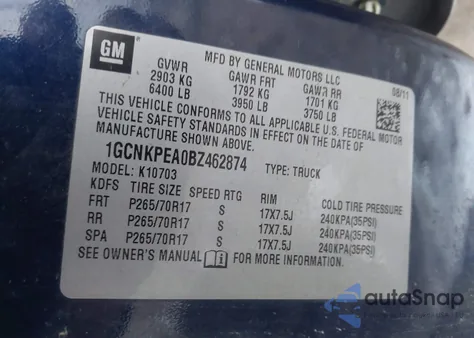 GM
MFD BY GENERAL MOTORS LLC
GVWR GAWR FRT GAWR RR 08/11
2903 KG 1792 KG 1701 KG
6400 LB 3950 LB 3750 LB
THIS VEHICLE CONFORMS TO ALL APPLICABLE U.S. FEDERAL MOTOR
VEHICLE SAFETY STANDARDS IN EFFECT ON THE DATE OF
MANUFACTURE SHOWN ABOVE.
1GCNKPEA0BZ462874 TYPE: TRUCK
MODEL: K10703
KDFS TIRE SIZE SPEED RTG RIM COLD TIRE PRESSURE
FRT P265/70R17 S 17X7.5J 240KPA(35PSI)
RR P265/70R17 S 17X7.5J 240KPA(35PSI)
SPA P265/70R17 S 17X7.5J 240KPA(35PSI)
SEE OWNER'S MANUAL FOR MORE INFORMATION.
autoSnap